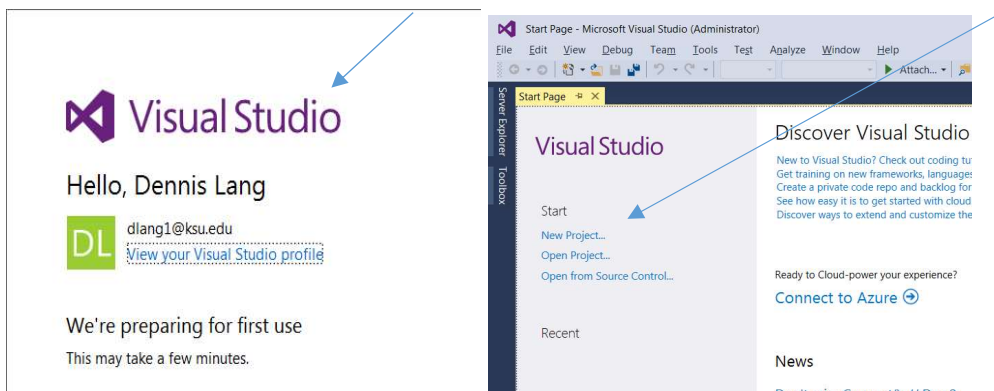 Visual Studio
Hello, Dennis Lang
DL
dlang1@ksu.edu
View your Visual Studio profile
We're preparing for first use
This may take a few minutes.
Start Page - Microsoft Visual Studio (Administrator)
File Edit View Debug Team Tools Test Analyze Window Help
Attach...
Server Explorer
Toolbox
Start Page
Visual Studio
Start
New Project...
Open Project...
Open from Source Control...
Recent
Discover Visual Studio
New to Visual Studio? Check out coding tu
Get training on new frameworks, languages
Create a private code repo and backlog for
See how easy it is to get started with cloud
Discover ways to extend and customize the
Ready to Cloud-power your experience?
Connect to Azure
News